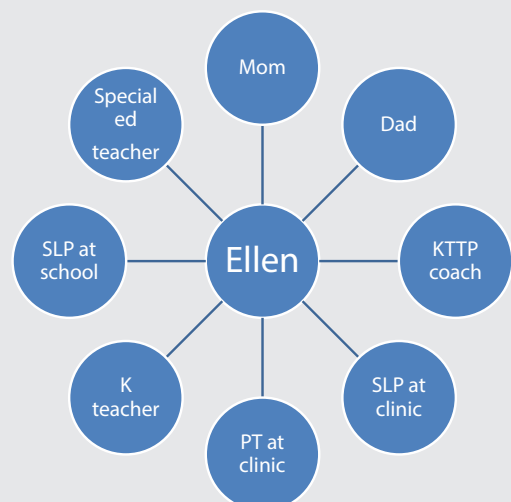 Mom
Special
ed
teacher
Dad
SLP at
school
Ellen
KTTP
coach
K
teacher
SLP at
clinic
PT at
clinic